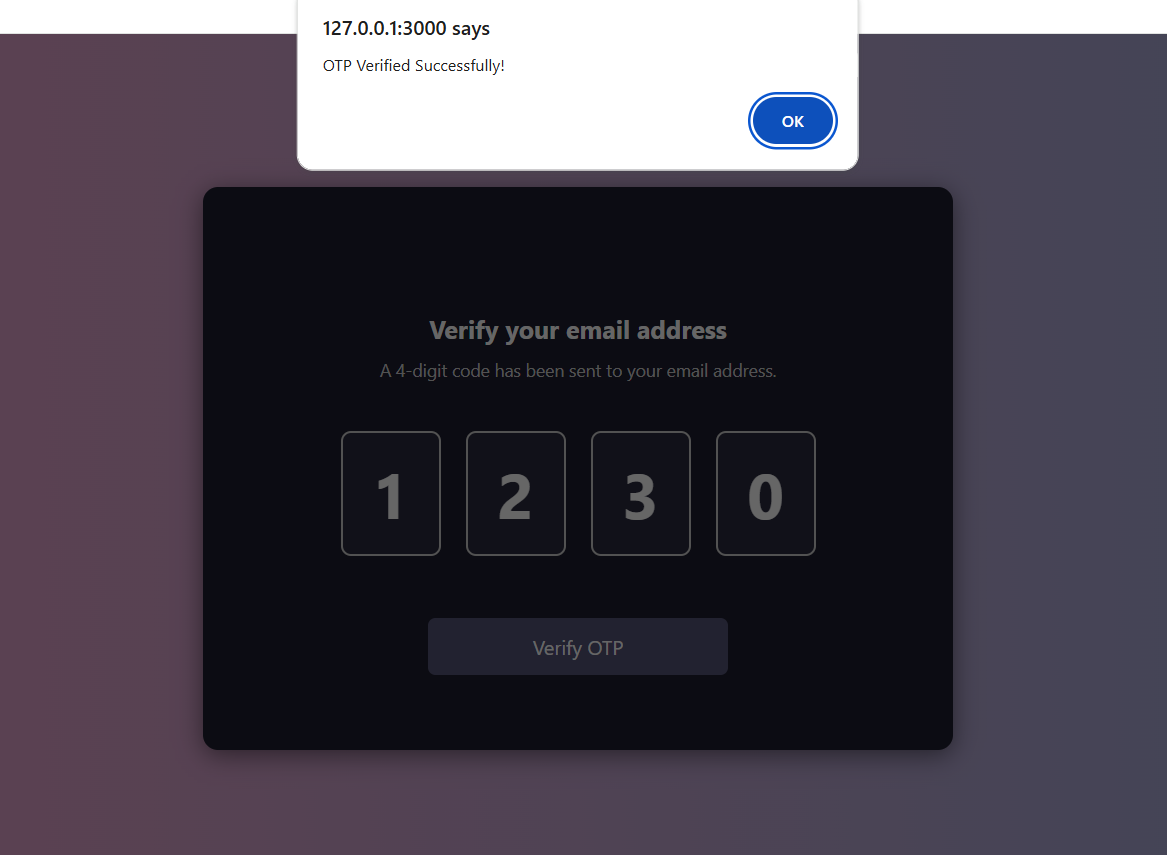 127.0.0.1:3000 says
OTP Verified Successfully!
OK
Verify your email address
A 4-digit code has been sent to your email address.
1 2 3 0
Verify OTP